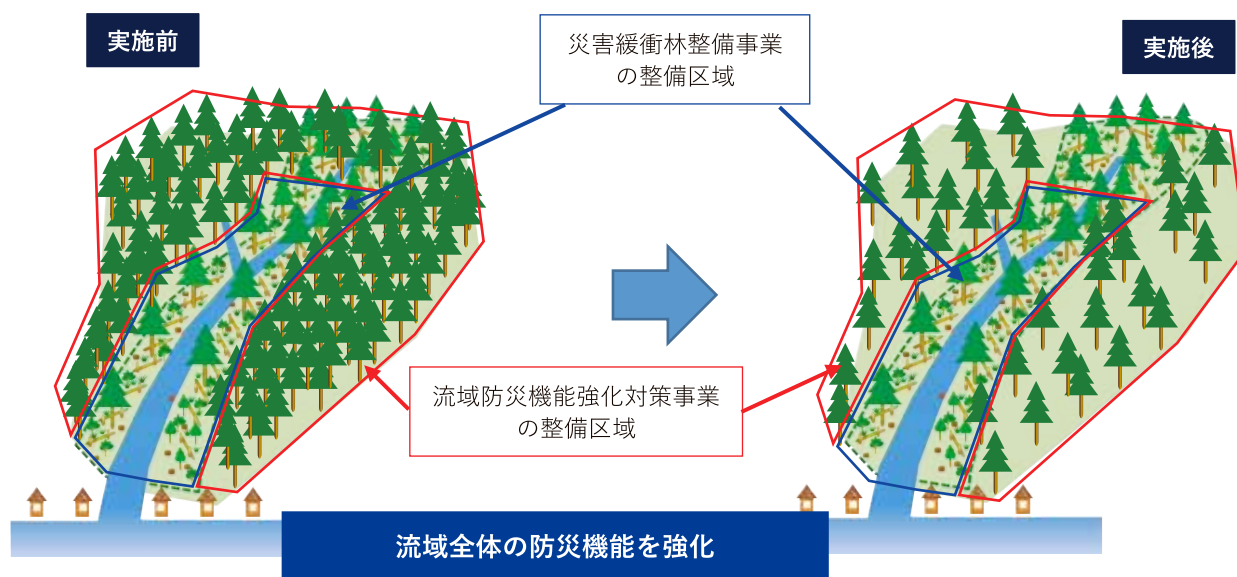 実施前
災害緩衝林整備事業
の整備区域
実施後
流域防災機能強化対策事業
の整備区域
流域全体の防災機能を強化